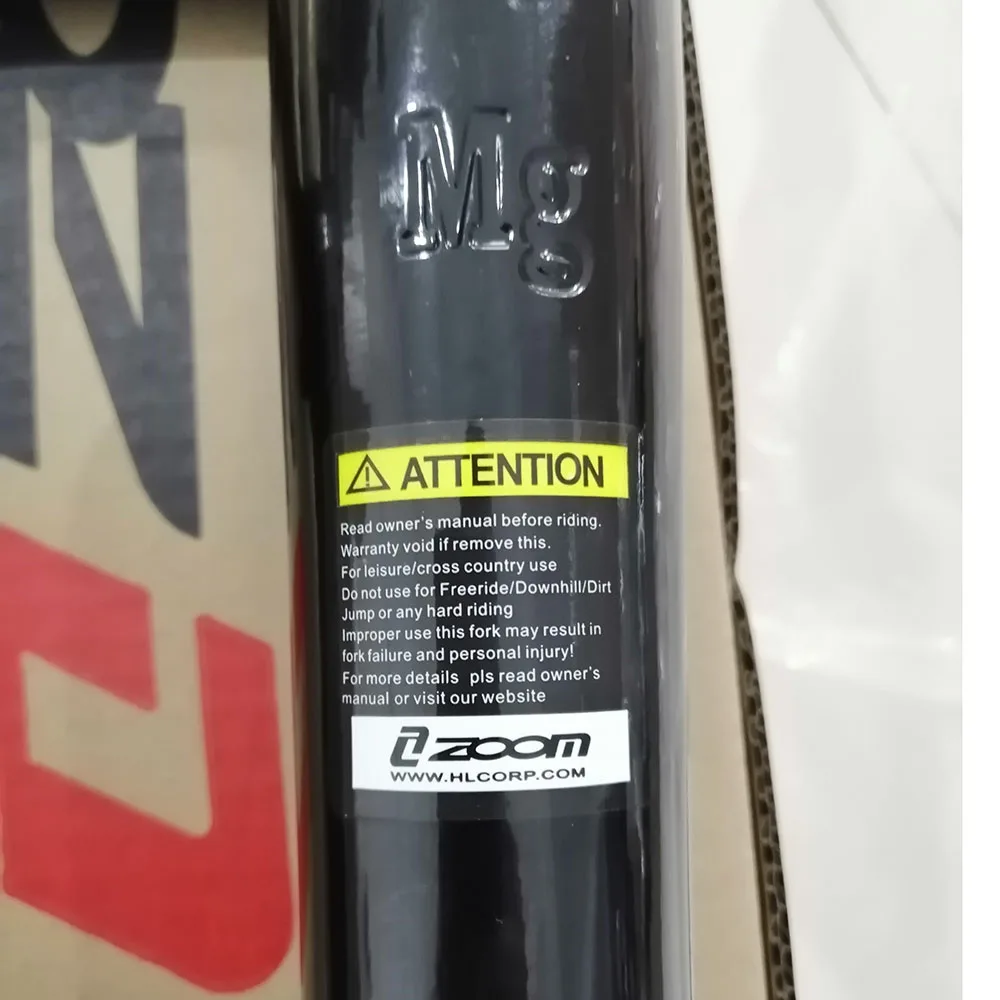 Mg
ATTENTION
Read owner's manual before riding.
Warranty void if remove this.
For leisure/cross country use
Do not use for Freeride/Downhill/Dirt
Jump or any hard riding
Improper use this fork may result in
fork failure and personal injury!
For more details pls read owner's
manual or visit our website
ZOOM
WWW.HLCORP.COM